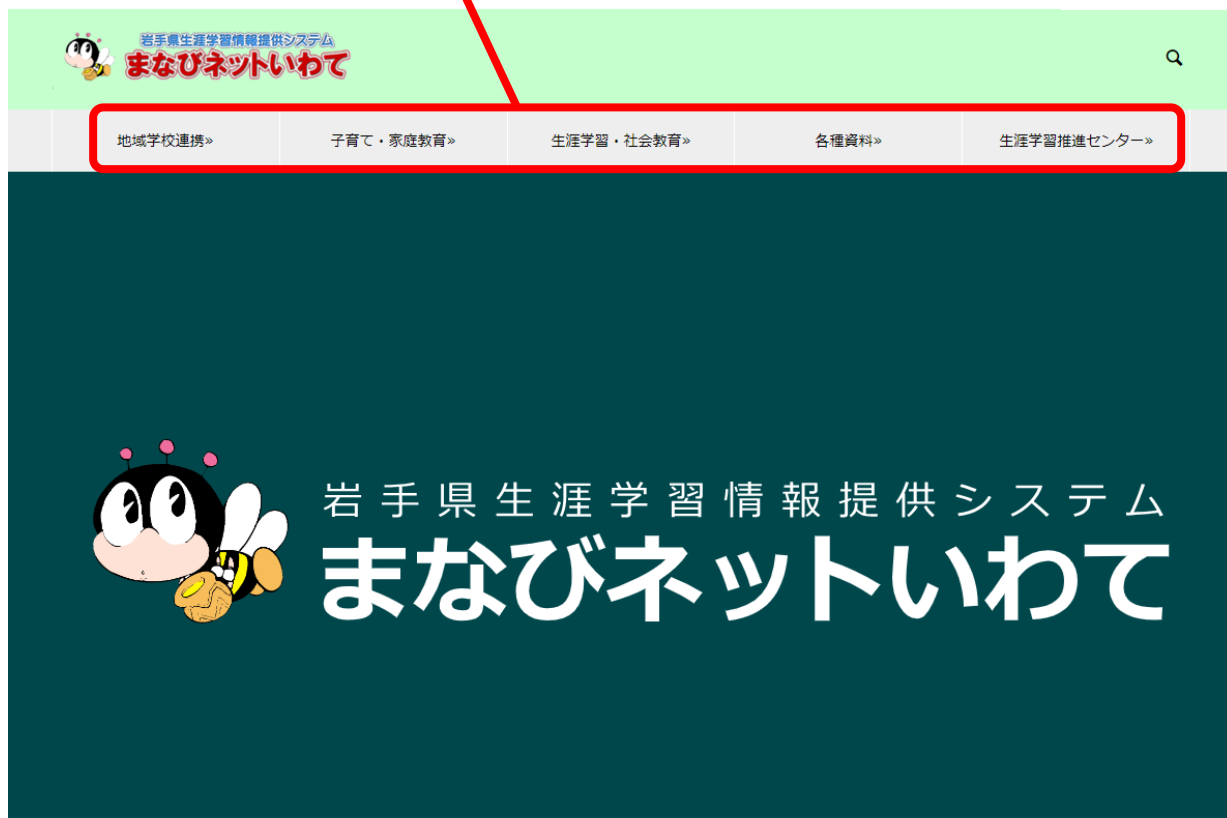 岩手県生涯学習情報提供システム
まなびネットいわて
地域学校連携» 子育て・家庭教育» 生涯学習・社会教育» 各種資料» 生涯学習推進センター»
岩手県生涯学習情報提供システム
まなびネットいわて